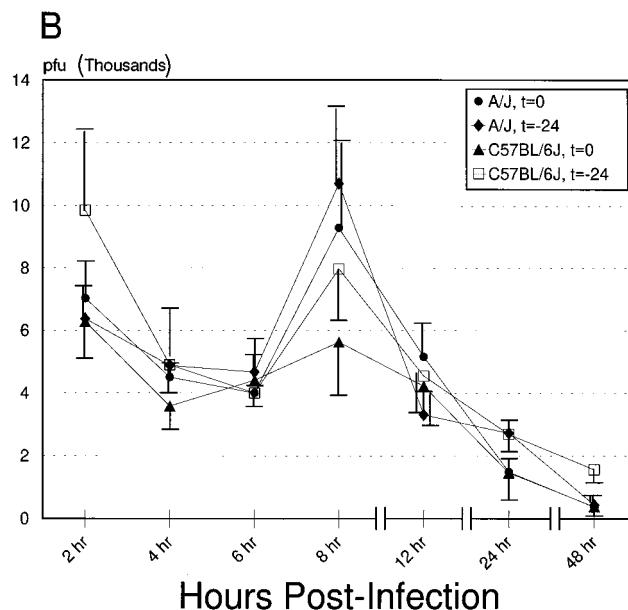 B
pfu (Thousands)
14
12
10
8
6
4
2
0
A/J, t=0
A/J, t=-24
C57BL/6J, t=0
C57BL/6J, t=-24
2 hr
4 hr
6 hr
8 hr
12 hr
24 hr
48 hr
Hours Post-Infection